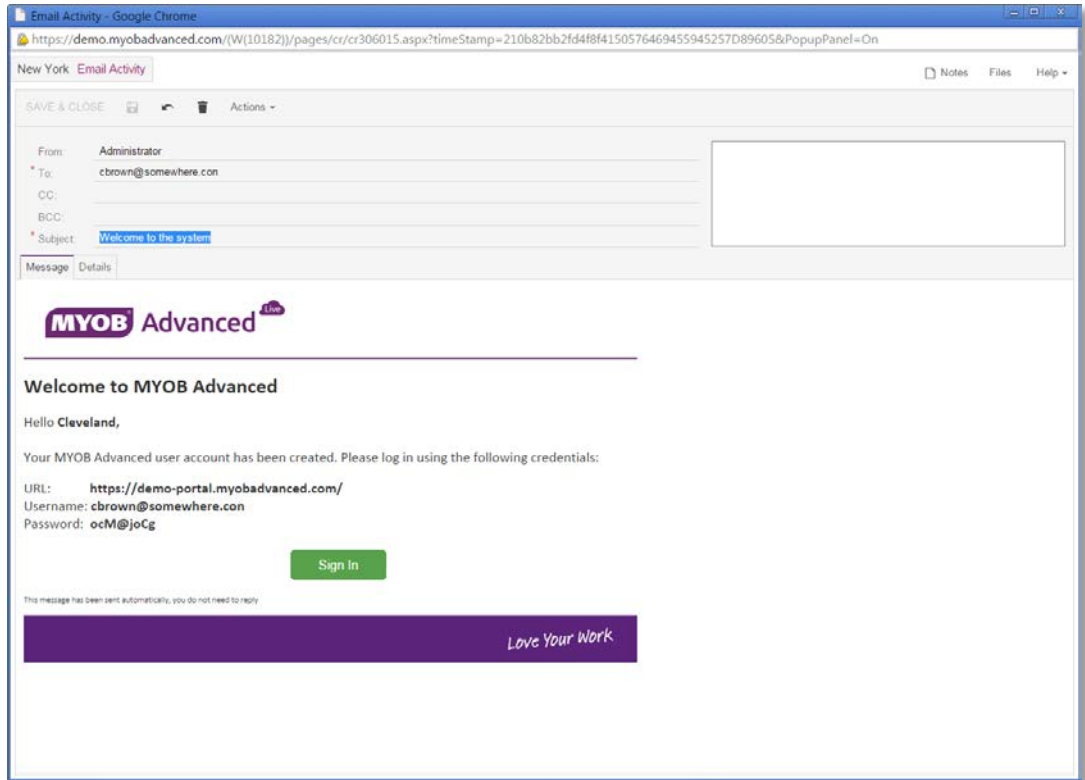 Email Activity - Google Chrome
https://demo.myobadvanced.com/(W(10182))/pages/cr/cr306015.aspx?timeStamp=210b82bb2fd4f8f4150576469455945257D89605&PopupPanel=On
New York Email Activity Notes Files Help
SAVE & CLOSE Actions
From: Administrator
* To: cbrown@somewhere.con
CC:
BCC:
* Subject: Welcome to the system
Message Details
MYOB Advanced Live
Welcome to MYOB Advanced
Hello Cleveland,
Your MYOB Advanced user account has been created. Please log in using the following credentials:
URL: https://demo-portal.myobadvanced.com/
Username: cbrown@somewhere.con
Password: ocM@joCg
Sign In
This message has been sent automatically, you do not need to reply
Love Your Work